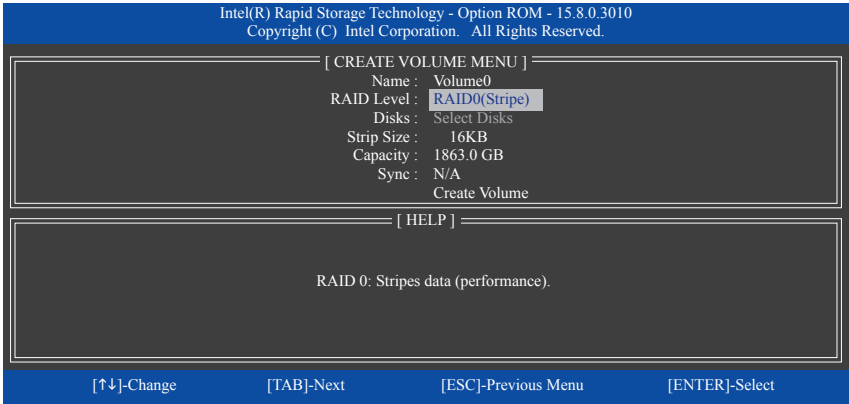 Intel(R) Rapid Storage Technology - Option ROM - 15.8.0.3010
Copyright (C) Intel Corporation. All Rights Reserved.
[ CREATE VOLUME MENU ]
Name : Volume0
RAID Level : RAID0(Stripe)
Disks : Select Disks
Strip Size : 16KB
Capacity : 1863.0 GB
Sync : N/A
Create Volume
[ HELP ]
RAID 0: Stripes data (performance).
[↑↓]-Change [TAB]-Next [ESC]-Previous Menu [ENTER]-Select